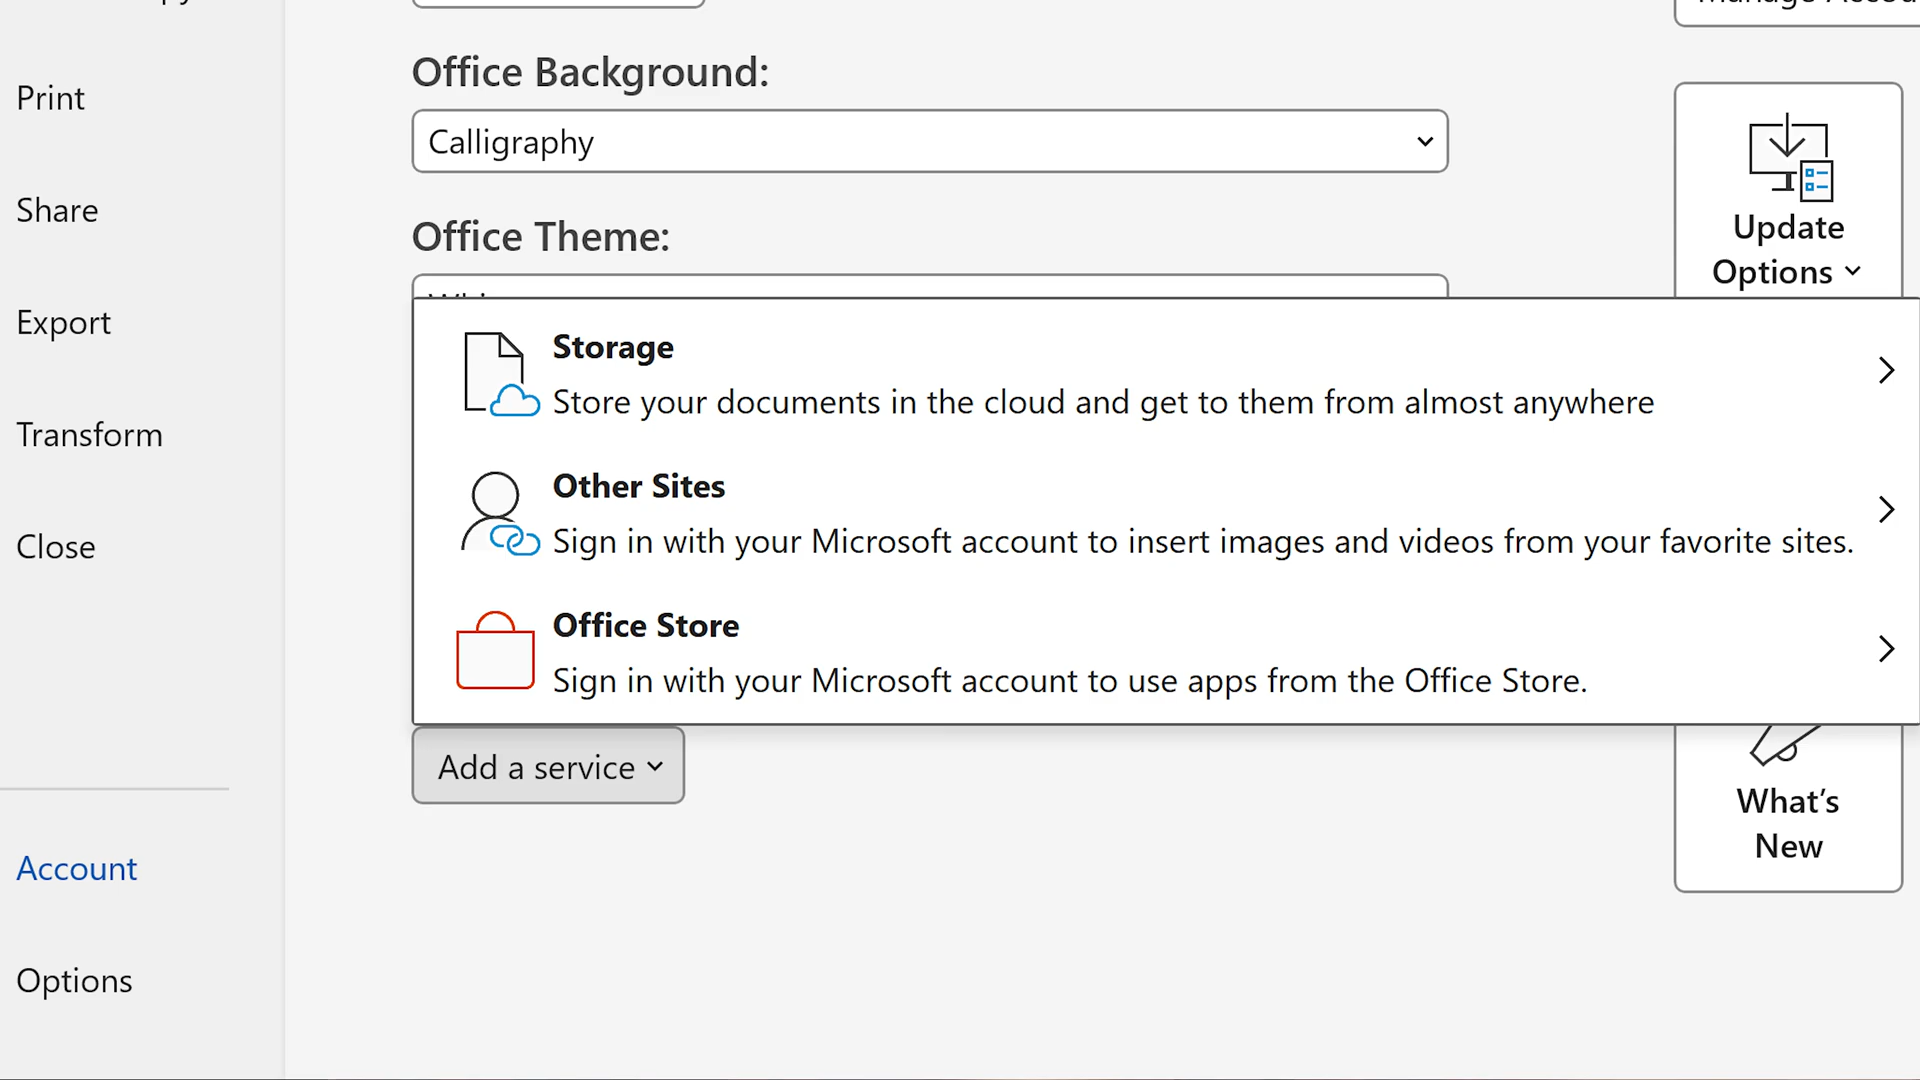 Print
Share
Export
Transform
Close
Account
Options
Office Background:
Calligraphy
Office Theme:
Storage
Store your documents in the cloud and get to them from almost anywhere
Other Sites
Sign in with your Microsoft account to insert images and videos from your favorite sites.
Office Store
Sign in with your Microsoft account to use apps from the Office Store.
Add a service
Update
Options
What's
New